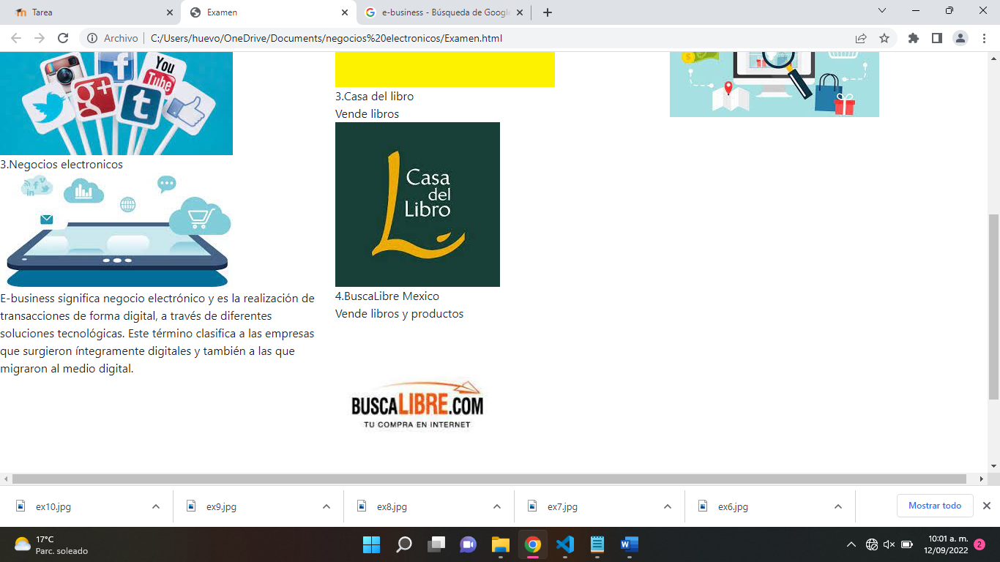 Tarea
Examen
e-business - Búsqueda de Google
Archivo
C:/Users/huevo/OneDrive/Documents/negocios%20electronicos/Examen.html
You
Tube
3.Negocios electronicos
E-business significa negocio electrónico y es la realización de
transacciones de forma digital, a través de diferentes
soluciones tecnológicas. Este término clasifica a las empresas
que surgieron íntegramente digitales y también a las que
migraron al medio digital.
3.Casa del libro
Vende libros
Casa
del
Libro
4.BuscaLibre Mexico
Vende libros y productos
BUSCALIBRE.COM
TU COMPRA EN INTERNET
ex10.jpg
ex9.jpg
ex8.jpg
ex7.jpg
ex6.jpg
Mostrar todo
17°C
Parc. soleado
10:01 a. m.
12/09/2022
2